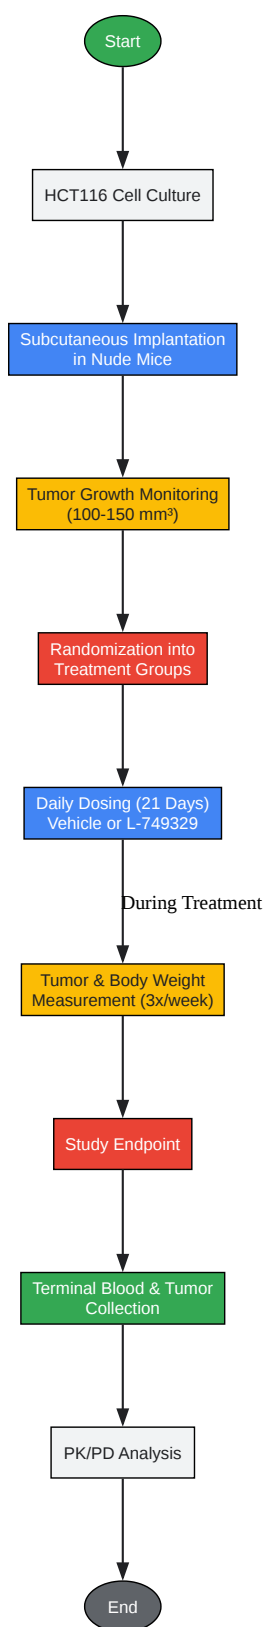 Start
HCT116 Cell Culture
Subcutaneous Implantation
in Nude Mice
Tumor Growth Monitoring
(100-150 mm³)
Randomization into
Treatment Groups
Daily Dosing (21 Days)
Vehicle or L-749329
During Treatment
Tumor & Body Weight
Measurement (3x/week)
Study Endpoint
Terminal Blood & Tumor
Collection
PK/PD Analysis
End